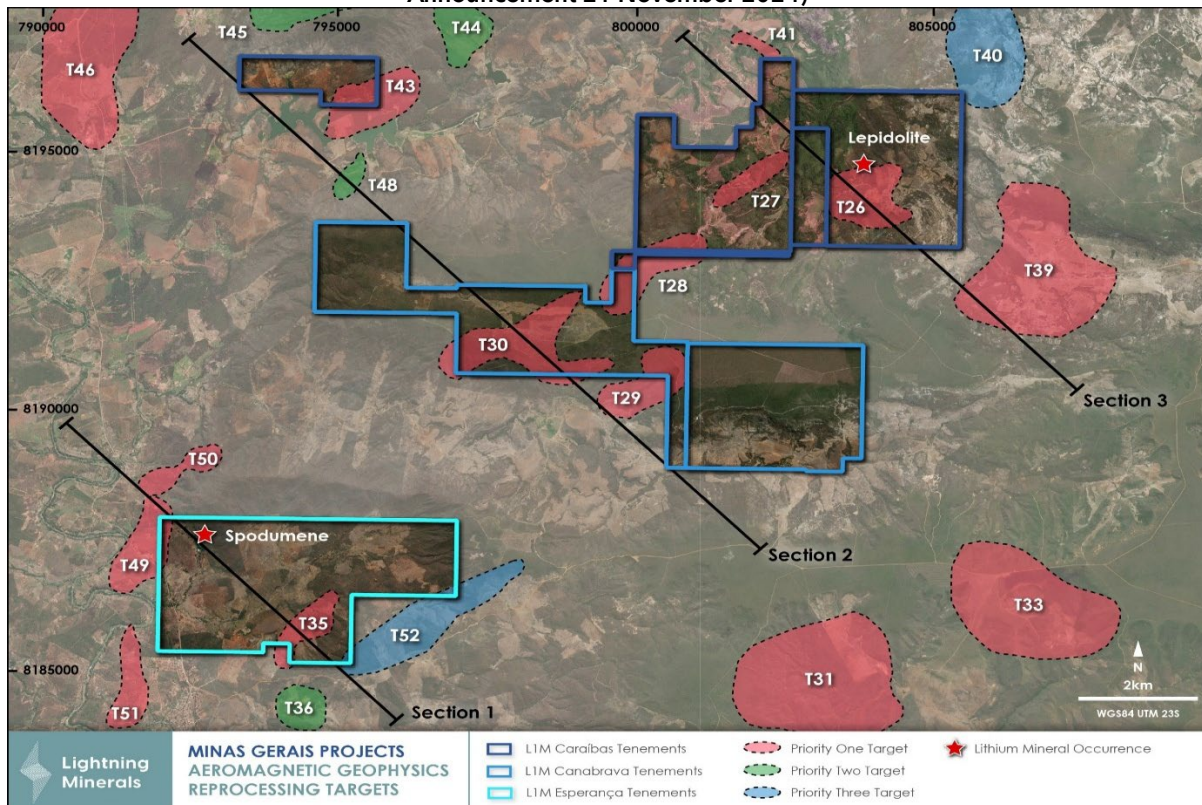 Announcement 21 November 2024)
790000
795000
800000
805000
T45
T44
T41
T40
T46
T43
8195000
Lepidolite
T48
T27
T26
T39
T28
T30
T29
8190000
Section 3
T50
Spodumene
Section 2
T49
T35
T52
T33
T31
8185000
T51
T36
Section 1
N
2km
WGS84 UTM 23S
Lightning
Minerals
MINAS GERAIS PROJECTS
AEROMAGNETIC GEOPHYSICS
REPROCESSING TARGETS
L1M Caraíbas Tenements
L1M Canabrava Tenements
L1M Esperança Tenements
Priority One Target
Priority Two Target
Priority Three Target
Lithium Mineral Occurrence